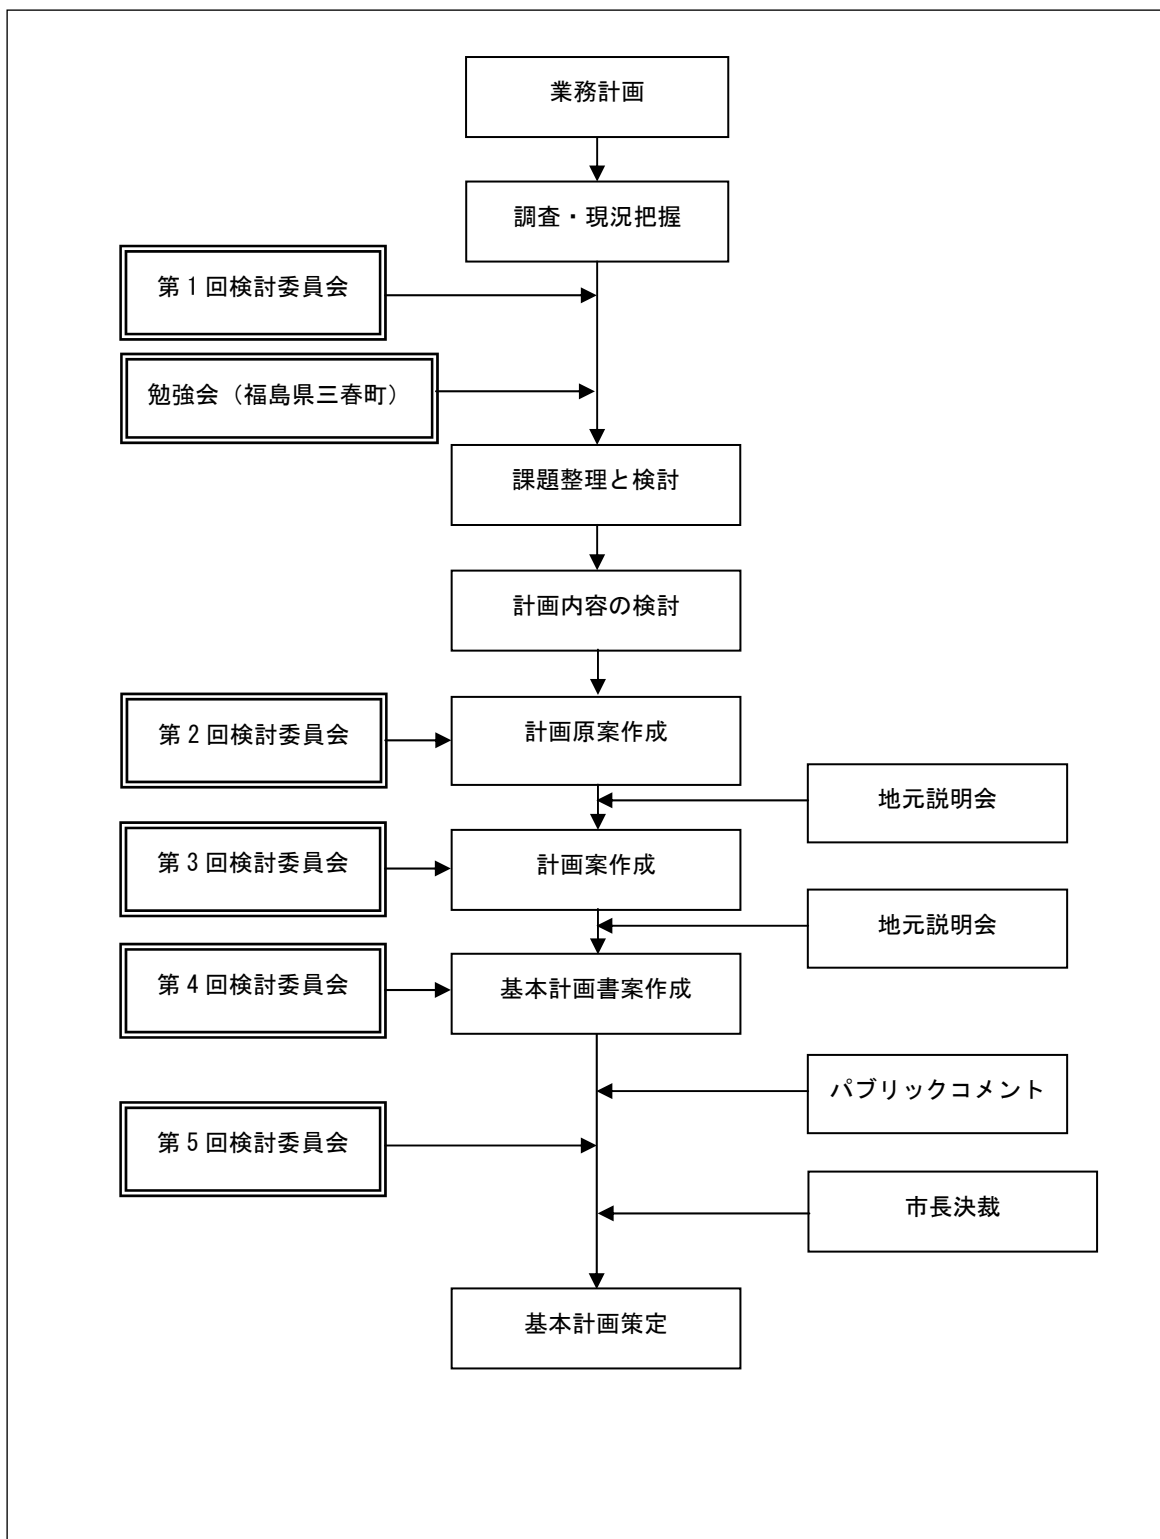 業務計画
調査・現況把握
第1回検討委員会
勉強会（福島県三春町）
課題整理と検討
計画内容の検討
第2回検討委員会
計画原案作成
地元説明会
第3回検討委員会
計画案作成
地元説明会
第4回検討委員会
基本計画書案作成
パブリックコメント
第5回検討委員会
市長決裁
基本計画策定